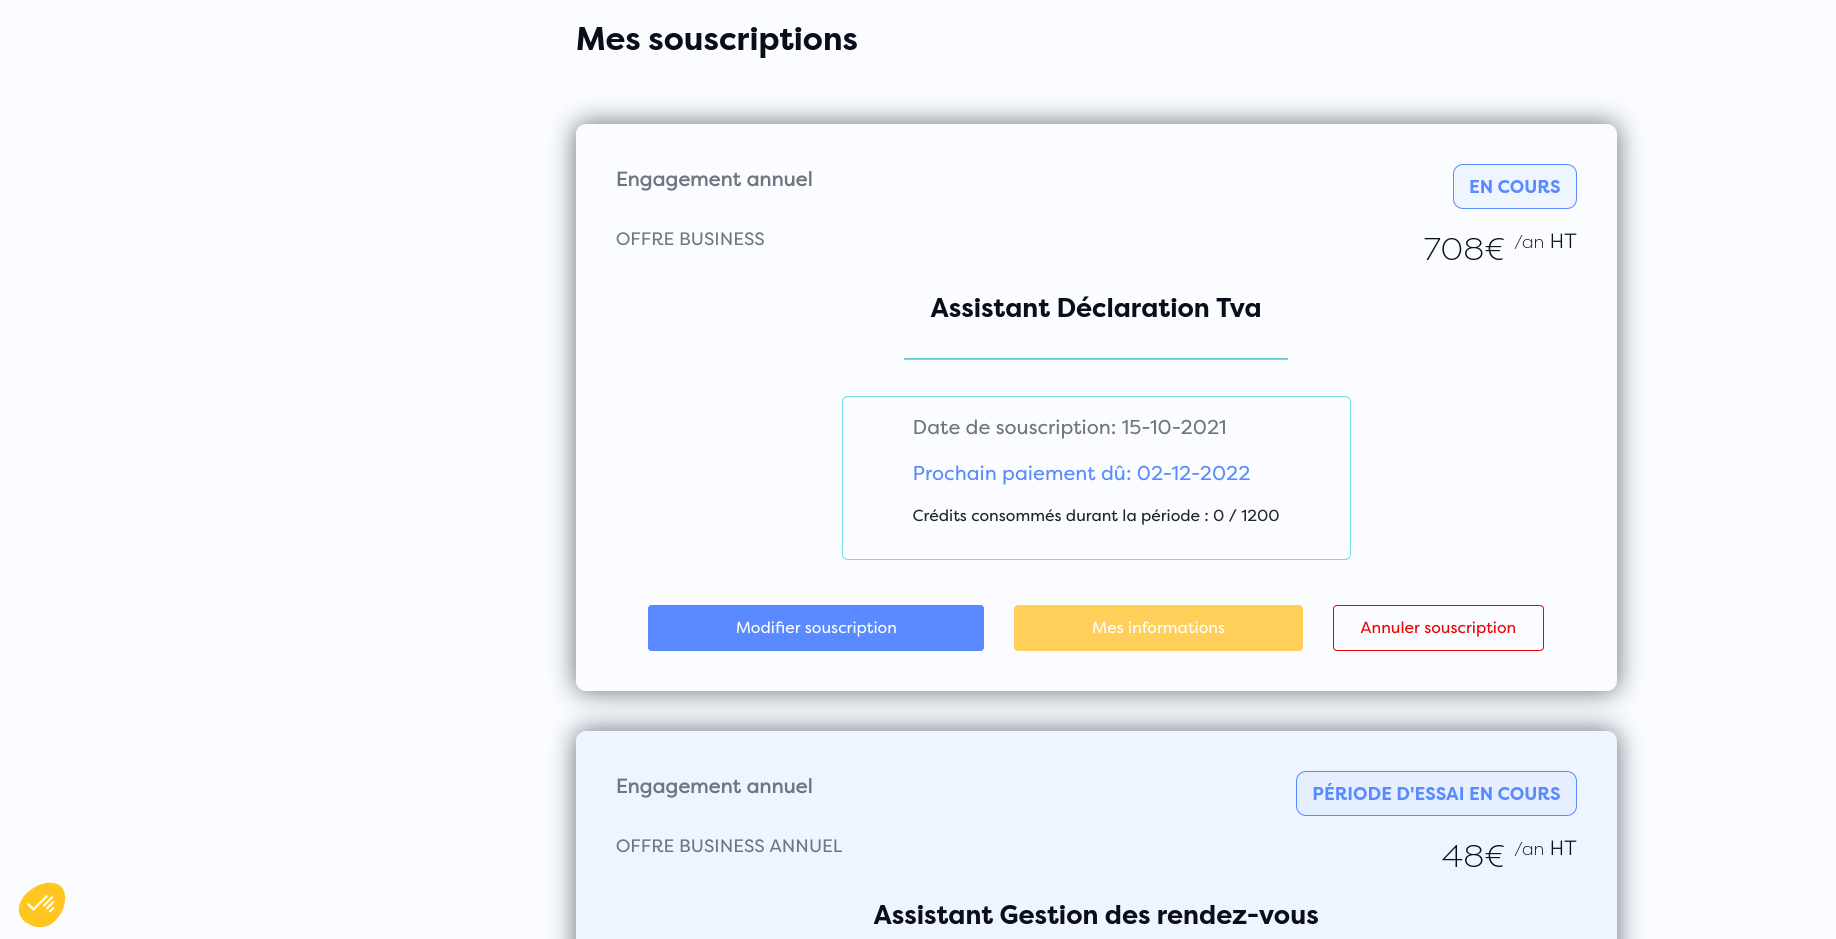 Mes souscriptions
Engagement annuel
EN COURS
OFFRE BUSINESS
708€ /an HT
Assistant Déclaration Tva
Date de souscription: 15-10-2021
Prochain paiement dû: 02-12-2022
Crédits consommés durant la période : 0 / 1200
Modifier souscription
Mes informations
Annuler souscription
Engagement annuel
PÉRIODE D'ESSAI EN COURS
OFFRE BUSINESS ANNUEL
48€ /an HT
Assistant Gestion des rendez-vous